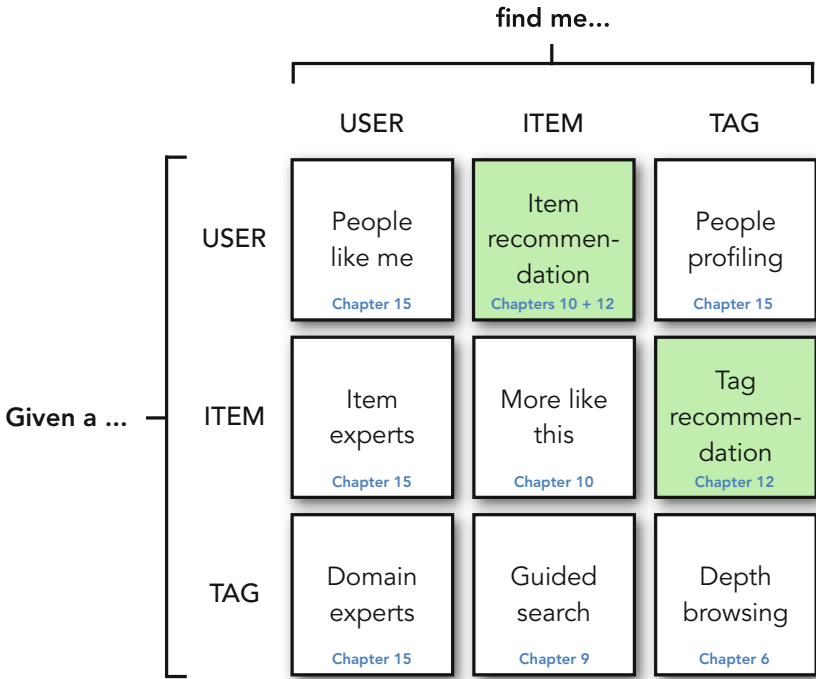 find me...
USER ITEM TAG
USER
People
like me
Chapter 15
Item
recommen-
dation
Chapters 10 + 12
People
profiling
Chapter 15
Given a ...
ITEM
Item
experts
Chapter 15
More like
this
Chapter 10
Tag
recommen-
dation
Chapter 12
TAG
Domain
experts
Chapter 15
Guided
search
Chapter 9
Depth
browsing
Chapter 6